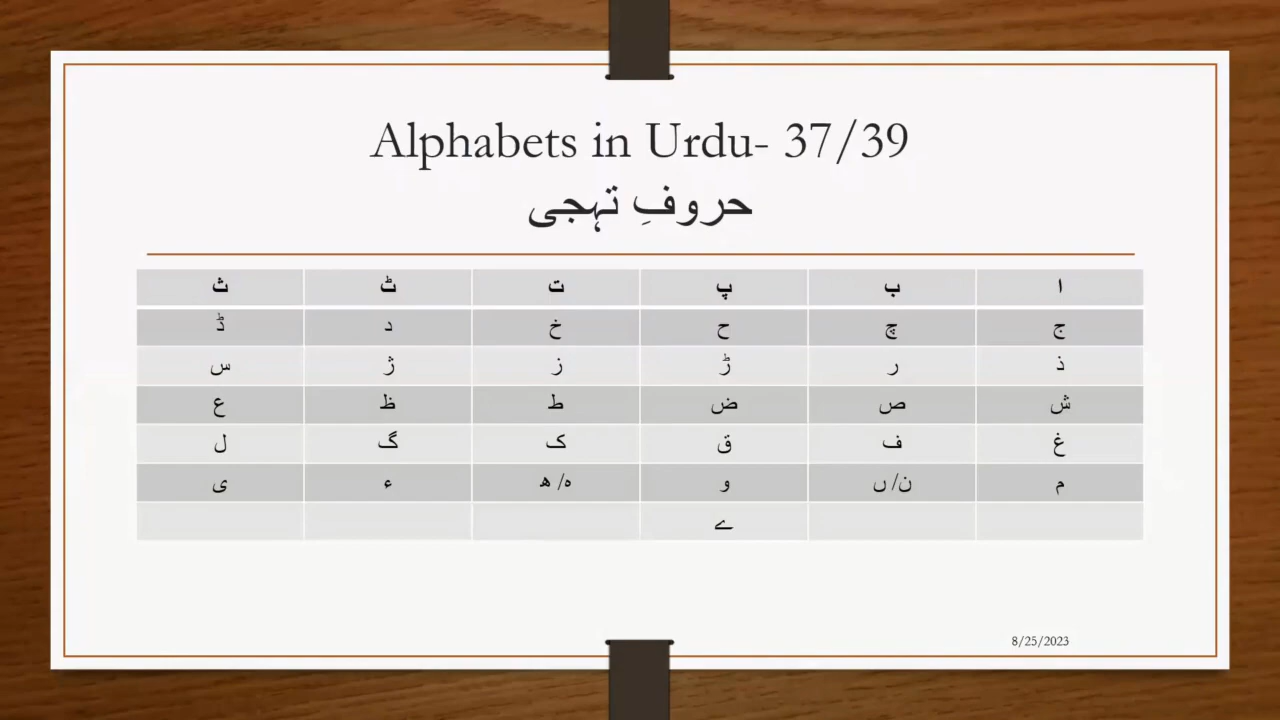 Alphabets in Urdu- 37/39
حروفِ تہجی
ا ب پ ت ٹ ث
ج چ ح خ د ڈ
ذ ر ڑ ز ژ س
ش ص ض ط ظ ع
غ ف ق ک گ ل
م ن/ ں و ہ/ ھ ء ی
ے
8/25/2023